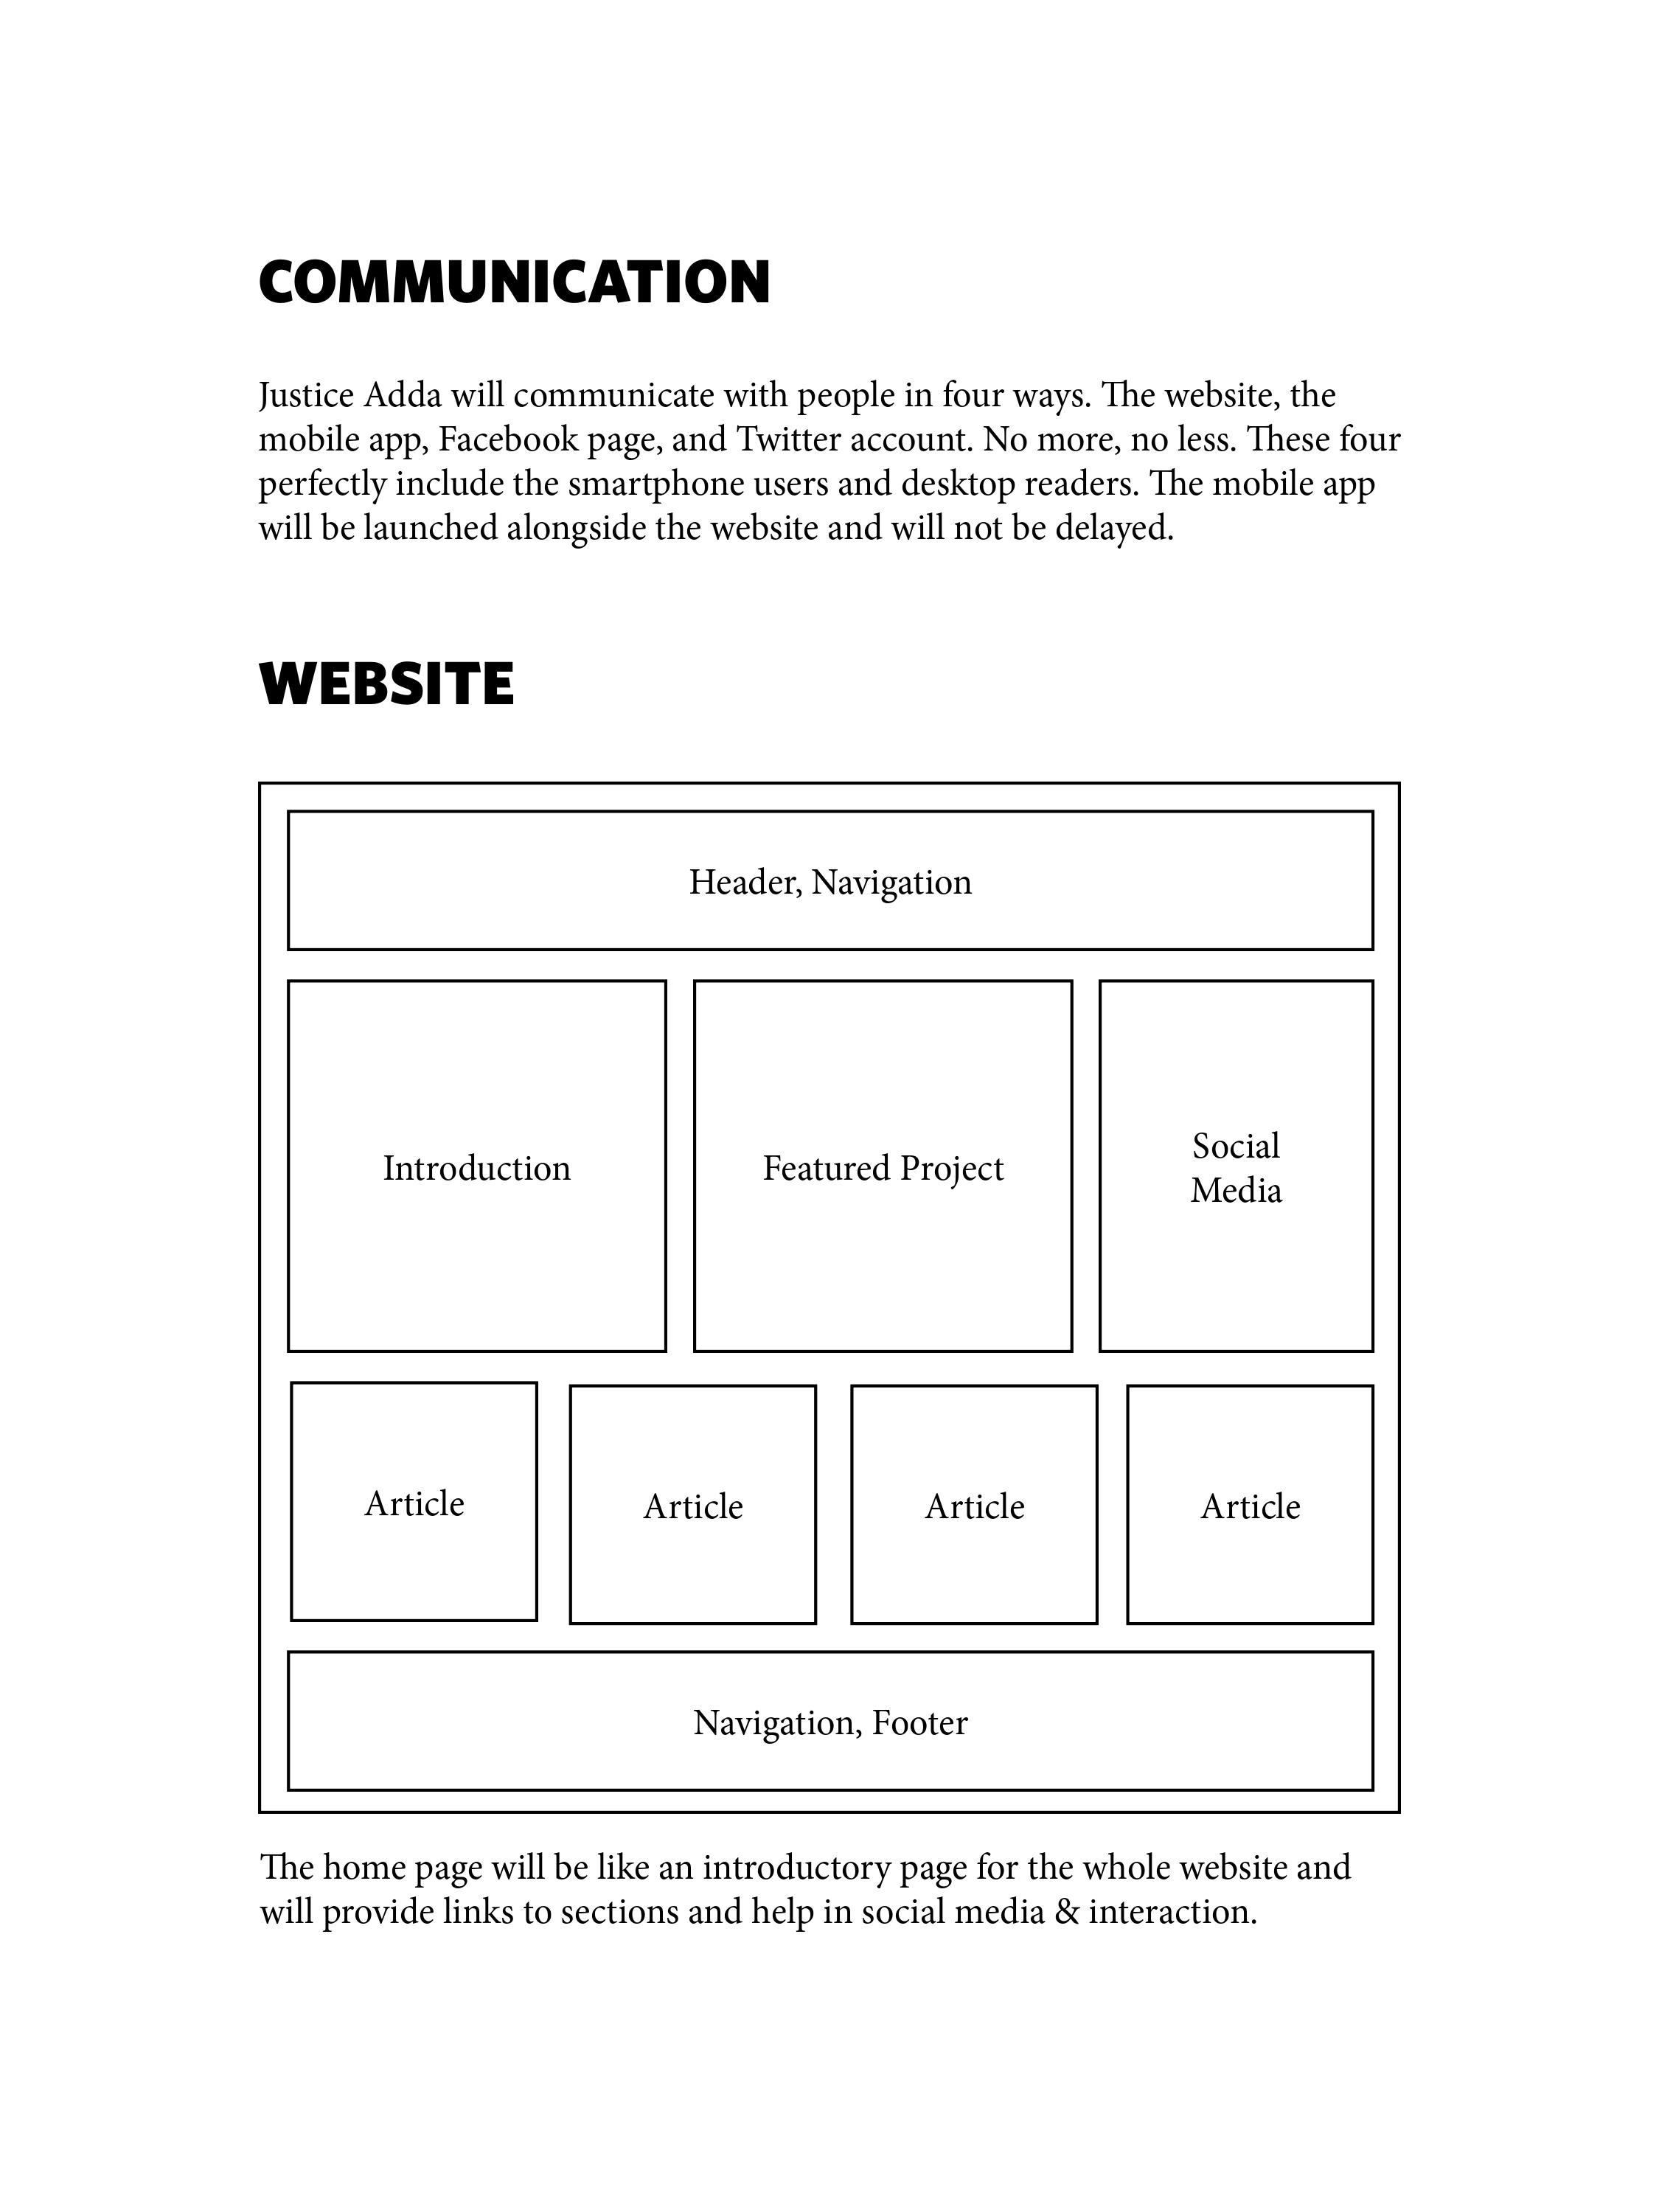 COMMUNICATION
Justice Adda will communicate with people in four ways. The website, the
mobile app, Facebook page, and Twitter account. No more, no less. These four
perfectly include the smartphone users and desktop readers. The mobile app
will be launched alongside the website and will not be delayed.
WEBSITE
Header, Navigation
Introduction
Featured Project
Social
Media
Article
Article
Article
Article
Navigation, Footer
The home page will be like an introductory page for the whole website and
will provide links to sections and help in social media & interaction.